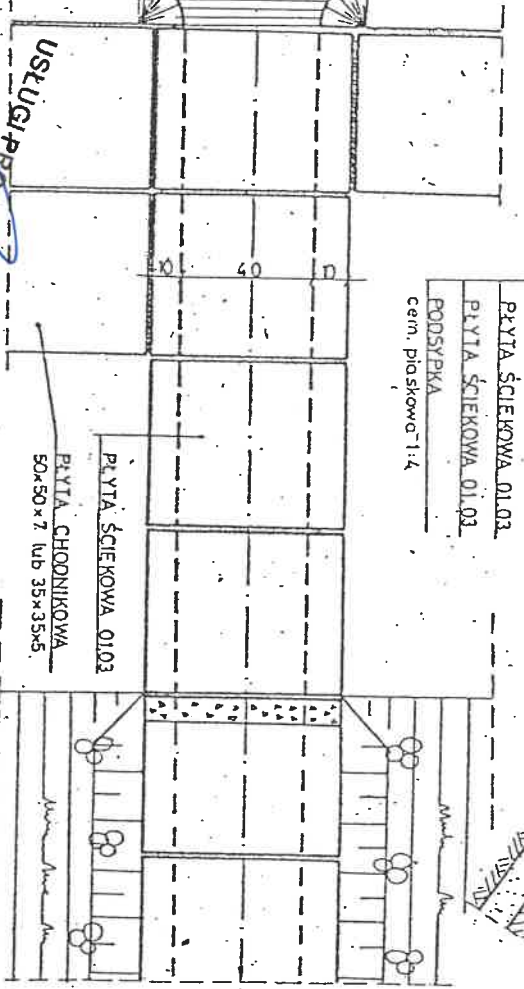 PŁYTA ŚCIEKOWA 01.03
PŁYTA ŚCIEKOWA 01.03
PODSYPKA
cem. piaskowa 1:4
10 40 10
PŁYTA ŚCIEKOWA 01.03
PŁYTA CHODNIKOWA
50x50x7 lub 35x35x5
USŁUGI